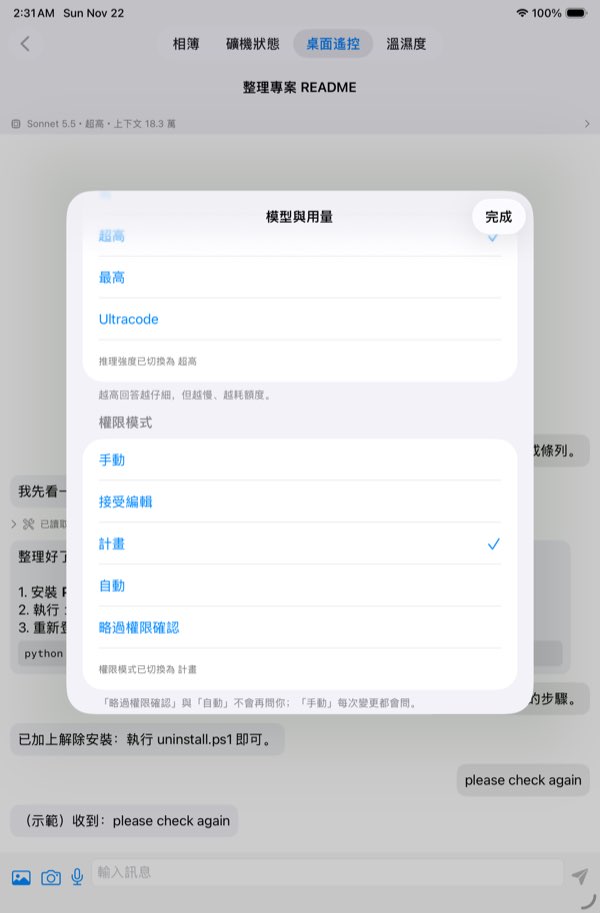 2:31AM Sun Nov 22
100%
相簿 礦機狀態 桌面遙控 溫濕度
整理專案 README
Sonnet 5.5・超高・上下文 18.3 萬
模型與用量
完成
超高
最高
Ultracode
推理強度已切換為 超高
越高回答越仔細，但越慢、越耗額度。
權限模式
手動
接受編輯
計畫
自動
略過權限確認
權限模式已切換為 計畫
「略過權限確認」與「自動」不會再問你；「手動」每次變更都會問。
成條列。
我先看一
已讀取
整理好了
1. 安裝
2. 執行
3. 重新登
python
的步驟。
已加上解除安裝：執行 uninstall.ps1 即可。
please check again
（示範）收到：please check again
輸入訊息